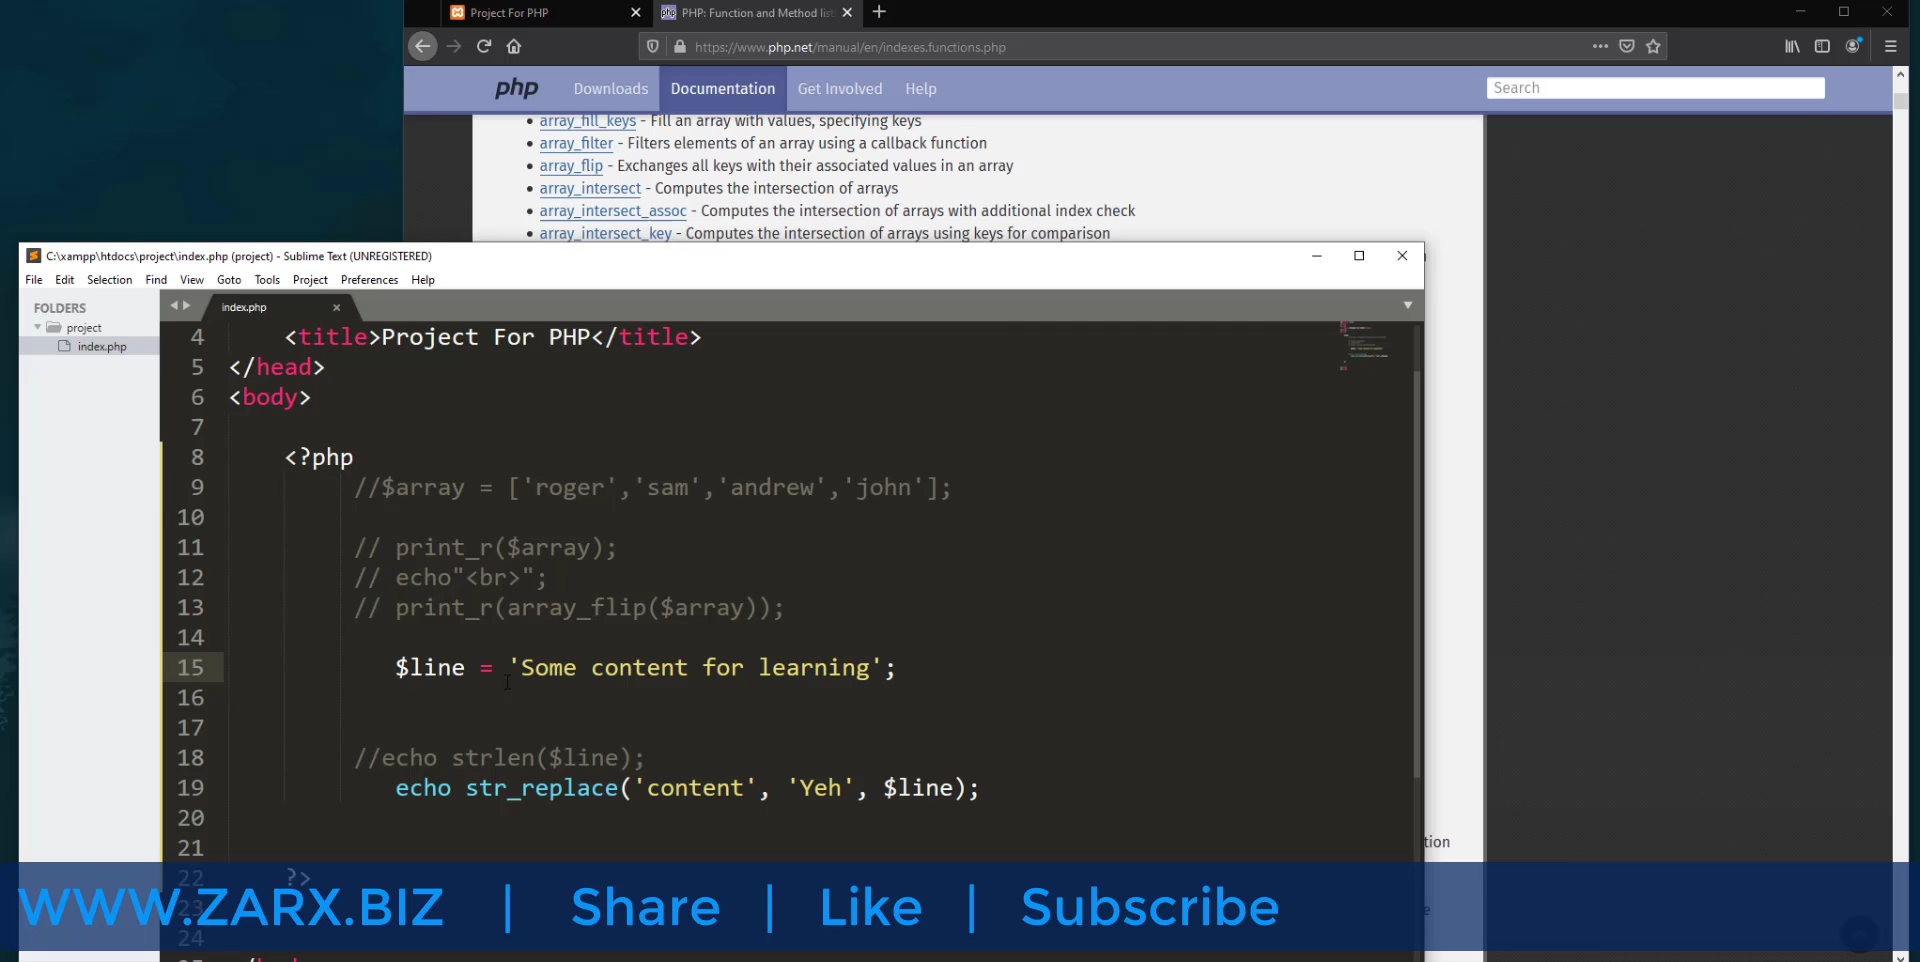 Project For PHP
PHP: Function and Method list
https://www.php.net/manual/en/indexes.functions.php
php Downloads Documentation Get Involved Help Search
array_fill_keys - Fill an array with values, specifying keys
array_filter - Filters elements of an array using a callback function
array_flip - Exchanges all keys with their associated values in an array
array_intersect - Computes the intersection of arrays
array_intersect_assoc - Computes the intersection of arrays with additional index check
array_intersect_key - Computes the intersection of arrays using keys for comparison
C:\xampp\htdocs\project\index.php (project) - Sublime Text (UNREGISTERED)
File Edit Selection Find View Goto Tools Project Preferences Help
FOLDERS
project
index.php
index.php
4 <title>Project For PHP</title>
5 </head>
6 <body>
7
8 <?php
9 //$array = ['roger','sam','andrew','john'];
10
11 // print_r($array);
12 // echo"<br>";
13 // print_r(array_flip($array));
14
15 $line = 'Some content for learning';
16
17
18 //echo strlen($line);
19 echo str_replace('content', 'Yeh', $line);
20
21
22 ?>
23
24
tion
WWW.ZARX.BIZ | Share | Like | Subscribe